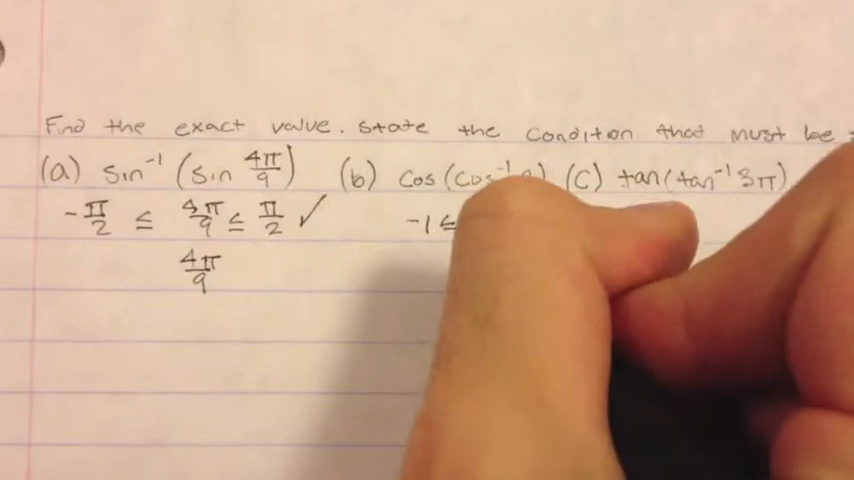 Find the exact value. state the condition that must be
(a) sin⁻¹ (sin 4π/9) (b) cos (cos⁻¹ (c) tan (tan⁻¹ 3π)
-π/2 ≤ 4π/9 ≤ π/2 ✓ -1 ≤
4π/9